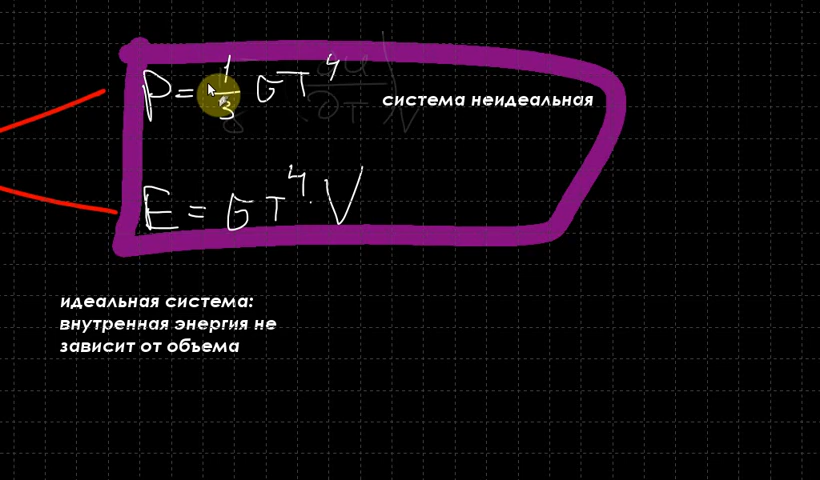 P = 1/3 σT⁴
система неидеальная
E = σT⁴·V
идеальная система:
внутренная энергия не
зависит от объема